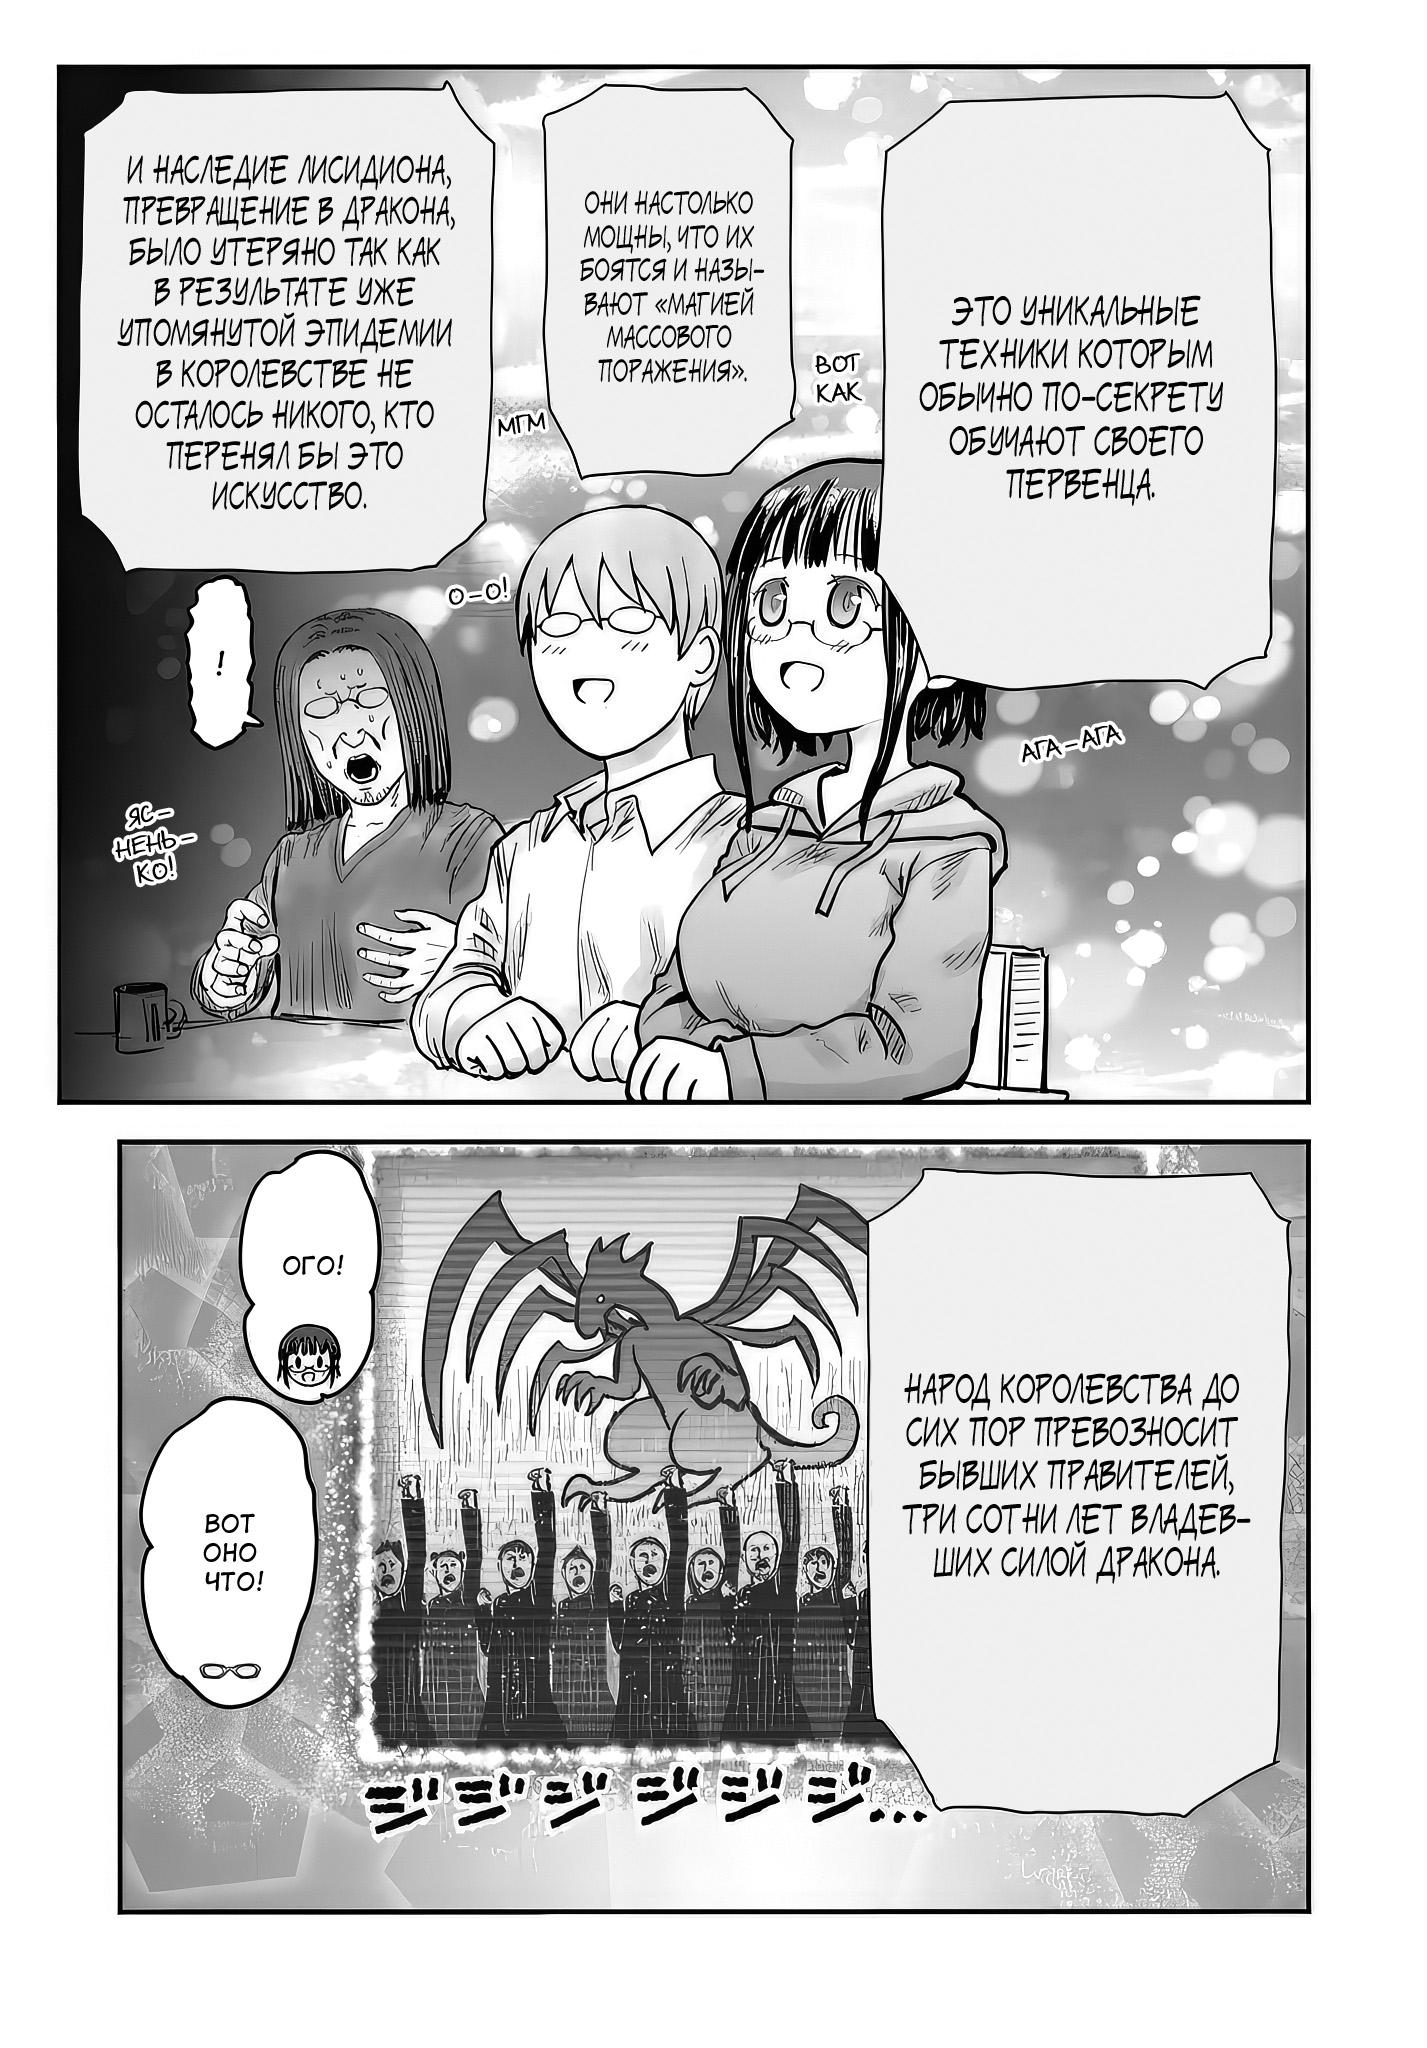 ЭТО УНИКАЛЬНЫЕ
ТЕХНИКИ КОТОРЫМ
ОБЫЧНО ПО-СЕКРЕТУ
ОБУЧАЮТ СВОЕГО
ПЕРВЕНЦА.
АГА-АГА
ВОТ
КАК
ОНИ НАСТОЛЬКО
МОЩНЫ, ЧТО ИХ
БОЯТСЯ И НАЗЫ-
ВАЮТ «МАГИЕЙ
МАССОВОГО
ПОРАЖЕНИЯ».
МГМ
О-О!
И НАСЛЕДИЕ ЛИСИДИОНА,
ПРЕВРАЩЕНИЕ В ДРАКОНА,
БЫЛО УТЕРЯНО ТАК КАК
В РЕЗУЛЬТАТЕ УЖЕ
УПОМЯНУТОЙ ЭПИДЕМИИ
В КОРОЛЕВСТВЕ НЕ
ОСТАЛОСЬ НИКОГО, КТО
ПЕРЕНЯЛ БЫ ЭТО
ИСКУССТВО.
!
ЯС-
НЕНЬ-
КО!
НАРОД КОРОЛЕВСТВА ДО
СИХ ПОР ПРЕВОЗНОСИТ
БЫВШИХ ПРАВИТЕЛЕЙ,
ТРИ СОТНИ ЛЕТ ВЛАДЕВ-
ШИХ СИЛОЙ ДРАКОНА.
ОГО!
ВОТ
ОНО
ЧТО!
ジジジジジジ...